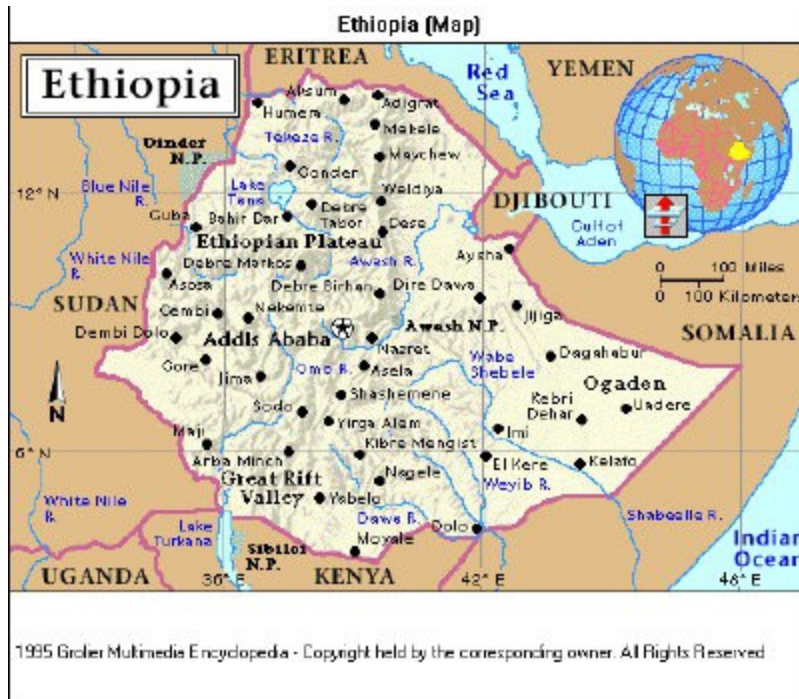 Ethiopia (Map)
Ethiopia
ERITREA
Red
Sea
YEMEN
Aksum
Adigrat
Humera
Mekele
Tekeze R.
Dinder
N.P.
Maychew
Gonder
12° N
Blue Nile
R.
Lake
Tana
Weldiya
DJIBOUTI
Debre
Tabor
Guba
Bahir Dar
Dese
Gulf of
Aden
Ethiopian Plateau
Aysha
White Nile
R.
Debre Markos
Awash R.
Asosa
Debre Birhan
Dire Dawa
0 100 Miles
0 100 Kilometers
SUDAN
Gembi
Nekemte
Jijiga
Dembi Dolo
Addis Ababa
Awash N.P.
SOMALIA
Nazret
Gore
Jima
Omo R.
Asela
Wabe
Shebele
Dagahabur
N
Shashemene
Ogaden
Sodo
Kebri
Dehar
Uadere
Maji
Yirga Alem
Imi
6° N
Arba Minch
Kibre Mengist
El Kere
Kelafo
Great Rift
Valley
Nagele
Weyib R.
White Nile
R.
Yabelo
Shabeelle R.
Lake
Turkana
Dawa R.
Dolo
Sibiloi
N.P.
Moyale
Indian
Ocean
UGANDA
36° E
KENYA
42° E
48° E
1995 Grolier Multimedia Encyclopedia - Copyright held by the corresponding owner. All Rights Reserved